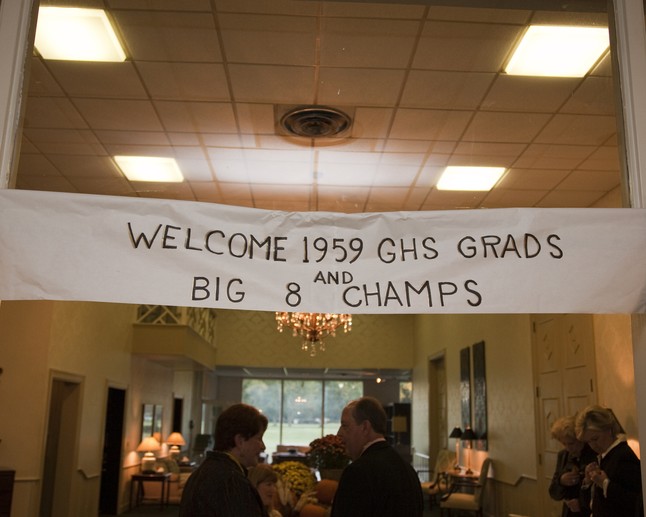 WELCOME 1959 GHS GRADS
AND
BIG 8 CHAMPS